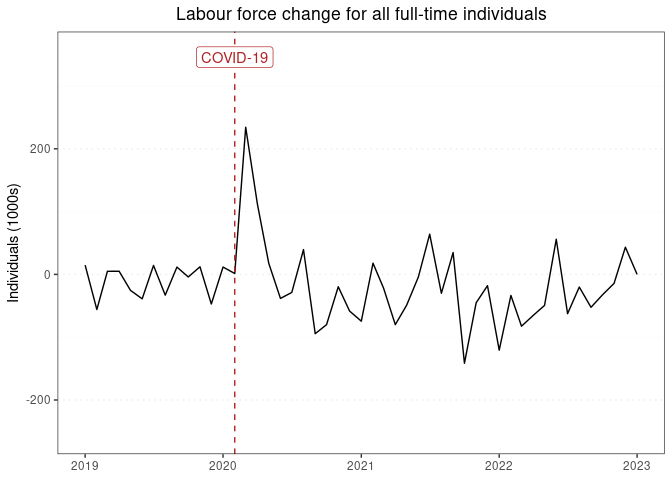 Labour force change for all full-time individuals
COVID-19
Individuals (1000s)
200
0
-200
2019 2020 2021 2022 2023